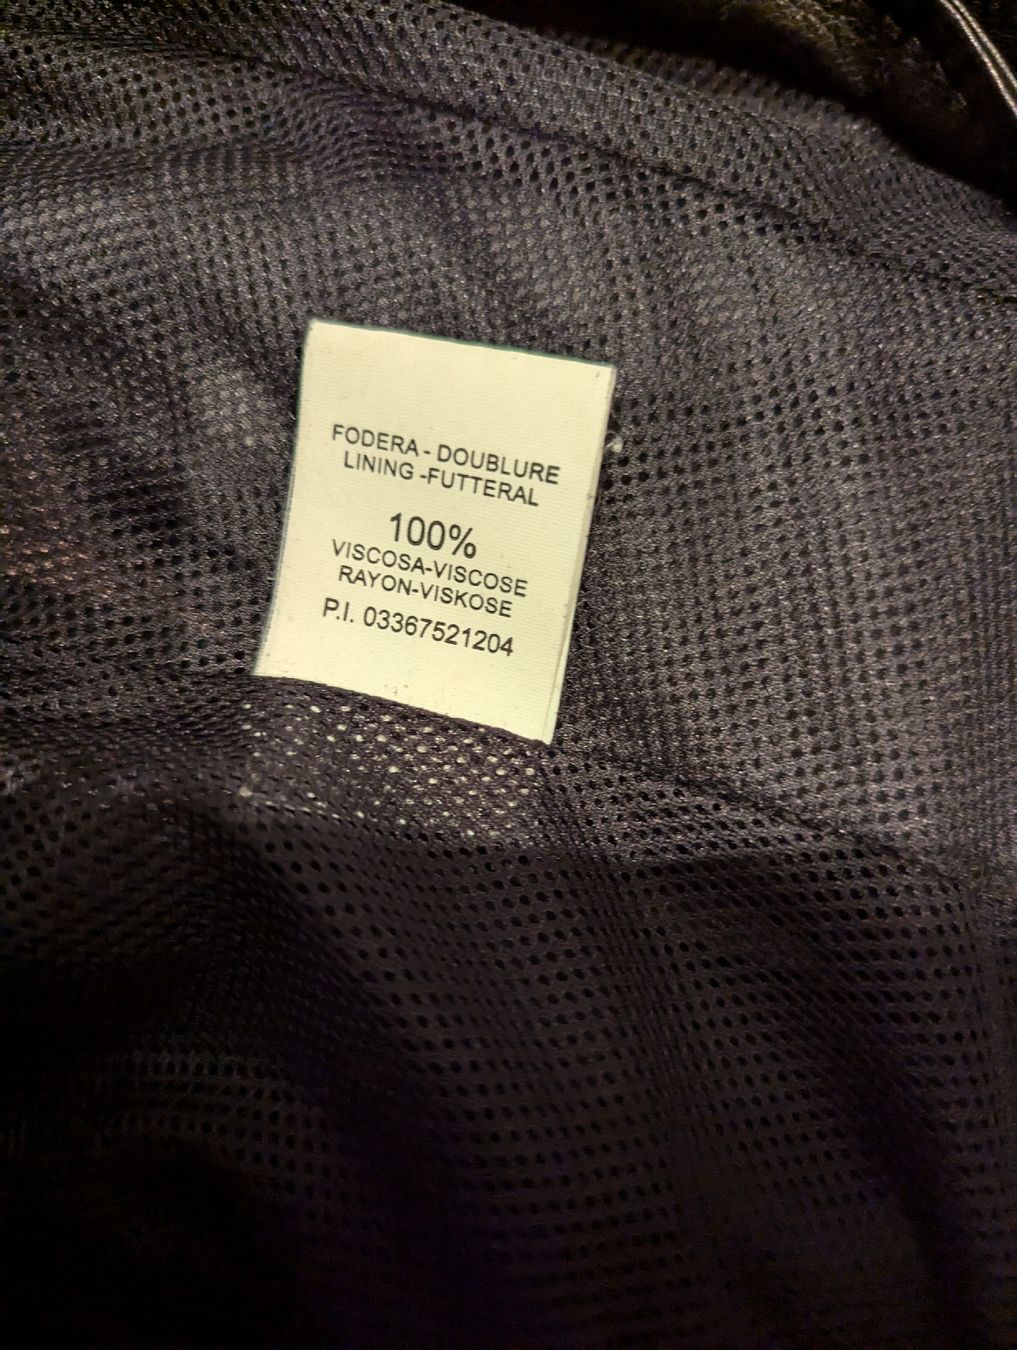 FODERA - DOUBLURE
LINING -FUTTERAL
100%
VISCOSA-VISCOSE
RAYON-VISKOSE
P.I. 03367521204